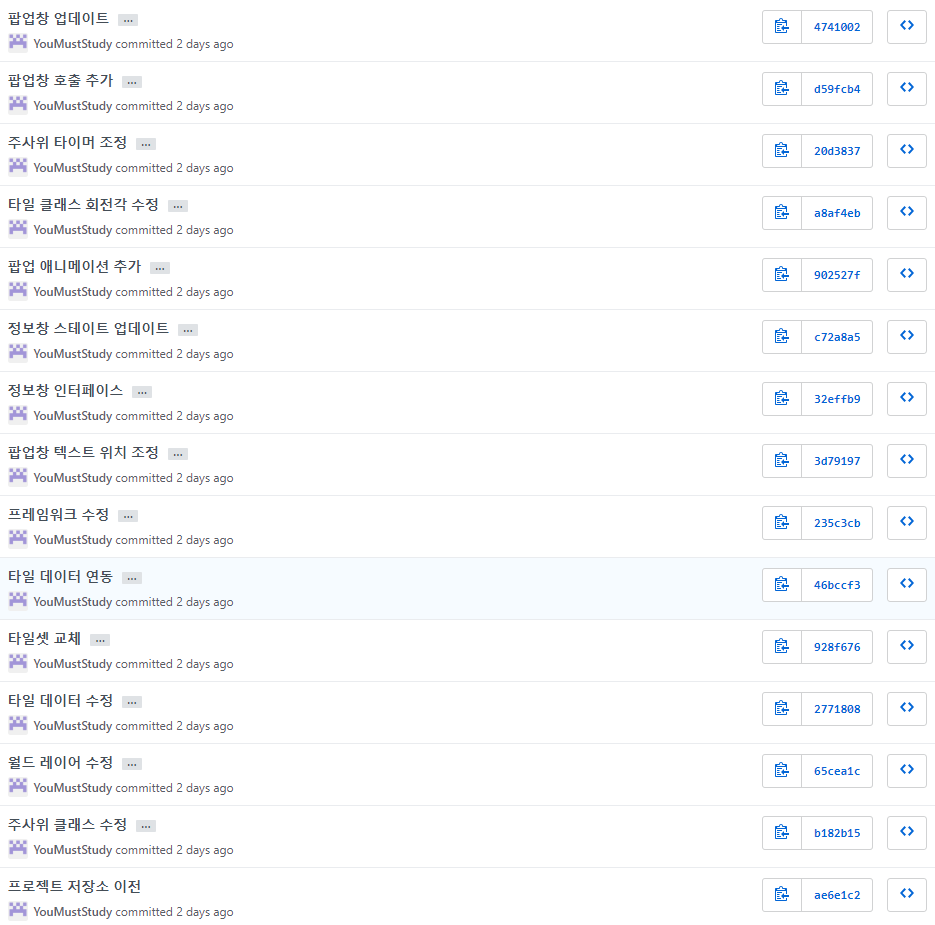 팝업창 업데이트 …
YouMustStudy committed 2 days ago
4741002
팝업창 호출 추가 …
YouMustStudy committed 2 days ago
d59fcb4
주사위 타이머 조정 …
YouMustStudy committed 2 days ago
20d3837
타일 클래스 회전각 수정 …
YouMustStudy committed 2 days ago
a8af4eb
팝업 애니메이션 추가 …
YouMustStudy committed 2 days ago
902527f
정보창 스테이트 업데이트 …
YouMustStudy committed 2 days ago
c72a8a5
정보창 인터페이스 …
YouMustStudy committed 2 days ago
32effb9
팝업창 텍스트 위치 조정 …
YouMustStudy committed 2 days ago
3d79197
프레임워크 수정 …
YouMustStudy committed 2 days ago
235c3cb
타일 데이터 연동 …
YouMustStudy committed 2 days ago
46bccf3
타일셋 교체 …
YouMustStudy committed 2 days ago
928f676
타일 데이터 수정 …
YouMustStudy committed 2 days ago
2771808
월드 레이어 수정 …
YouMustStudy committed 2 days ago
65cea1c
주사위 클래스 수정 …
YouMustStudy committed 2 days ago
b182b15
프로젝트 저장소 이전
YouMustStudy committed 2 days ago
ae6e1c2